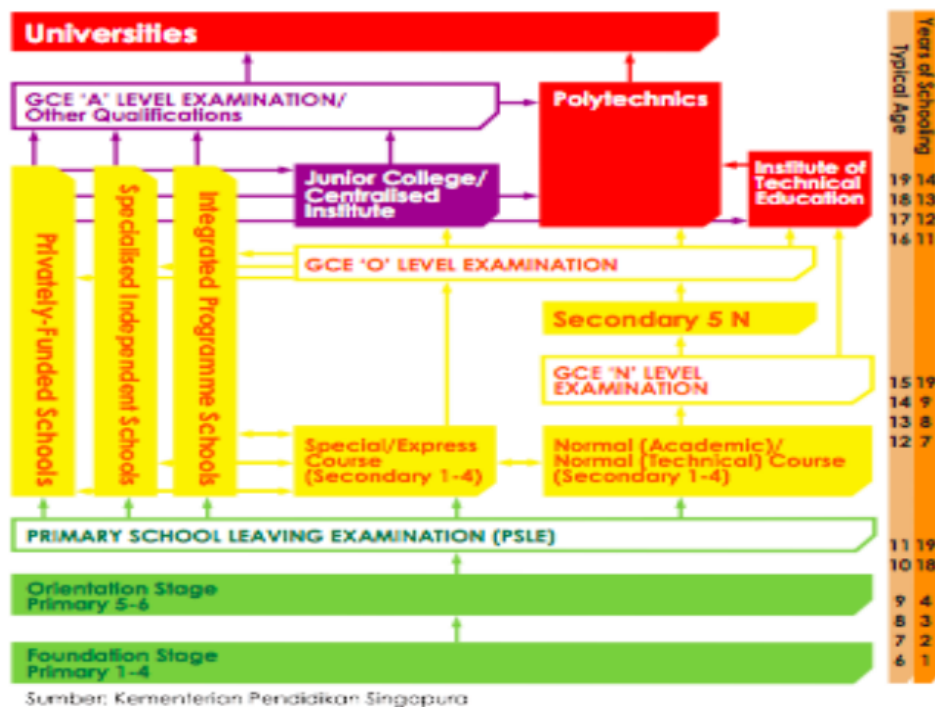 Universities
GCE 'A' LEVEL EXAMINATION/
Other Qualifications
Polytechnics
Junior College/
Centralised
Institute
Institute of
Technical
Education
Privately-Funded Schools
Specialised Independent Schools
Integrated Programme Schools
GCE 'O' LEVEL EXAMINATION
Secondary 5 N
GCE 'N' LEVEL
EXAMINATION
Special/Express
Course
(Secondary 1-4)
Normal (Academic)/
Normal (Technical) Course
(Secondary 1-4)
PRIMARY SCHOOL LEAVING EXAMINATION (PSLE)
Orientation Stage
Primary 5-6
Foundation Stage
Primary 1-4
Typical Age
Years of Schooling
19 14
18 13
17 12
16 11
15 19
14 9
13 8
12 7
11 19
10 18
9 4
8 3
7 2
6 1
Sumber: Kementerian Pendidikan Singapura